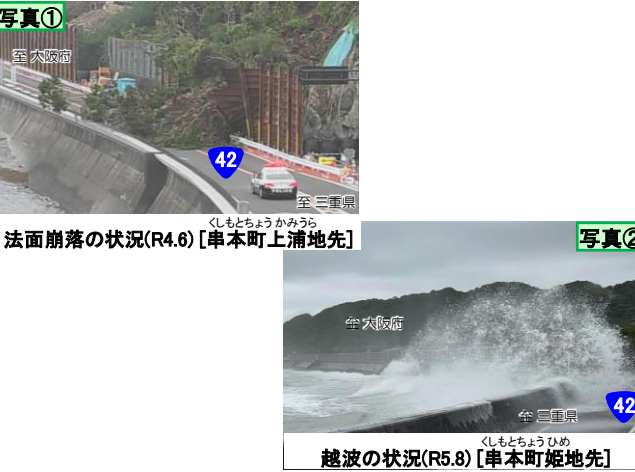 写真①
至 大阪府
42
至 三重県
くしもとちょう かみうら
法面崩落の状況(R4.6)[串本町上浦地先]
写真②
至 大阪府
42
至 三重県
くしもとちょう ひめ
越波の状況(R5.8)[串本町姫地先]